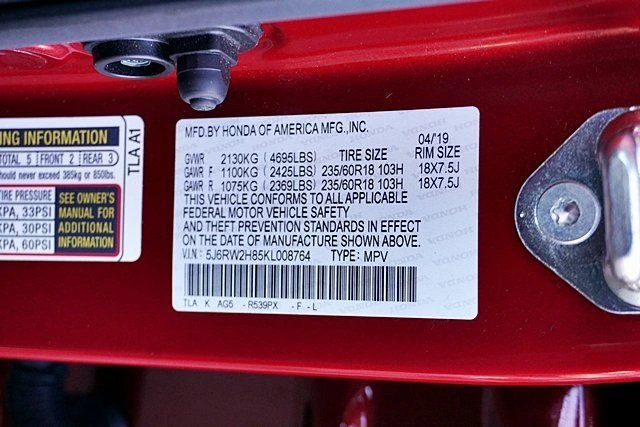 MFD.BY HONDA OF AMERICA MFG.,INC.
04/'19
GVWR 2130KG (4695LBS) TIRE SIZE RIM SIZE
GAWR F 1100KG (2425LBS) 235/60R18 103H 18X7.5J
GAWR R 1075KG (2369LBS) 235/60R18 103H 18X7.5J
THIS VEHICLE CONFORMS TO ALL APPLICABLE
FEDERAL MOTOR VEHICLE SAFETY
AND THEFT PREVENTION STANDARDS IN EFFECT
ON THE DATE OF MANUFACTURE SHOWN ABOVE.
V.I.N.: 5J6RW2H85KL008764 TYPE: MPV
TLA K AG5 - R539PX - F - L
ING INFORMATION
TOTAL 5 FRONT 2 REAR 3
hould never exceed 385kg or 850lbs.
E PRESSURE
KPA, 33PSI
KPA, 30PSI
KPA, 60PSI
SEE OWNER'S
MANUAL FOR
ADDITIONAL
INFORMATION
TLA A1